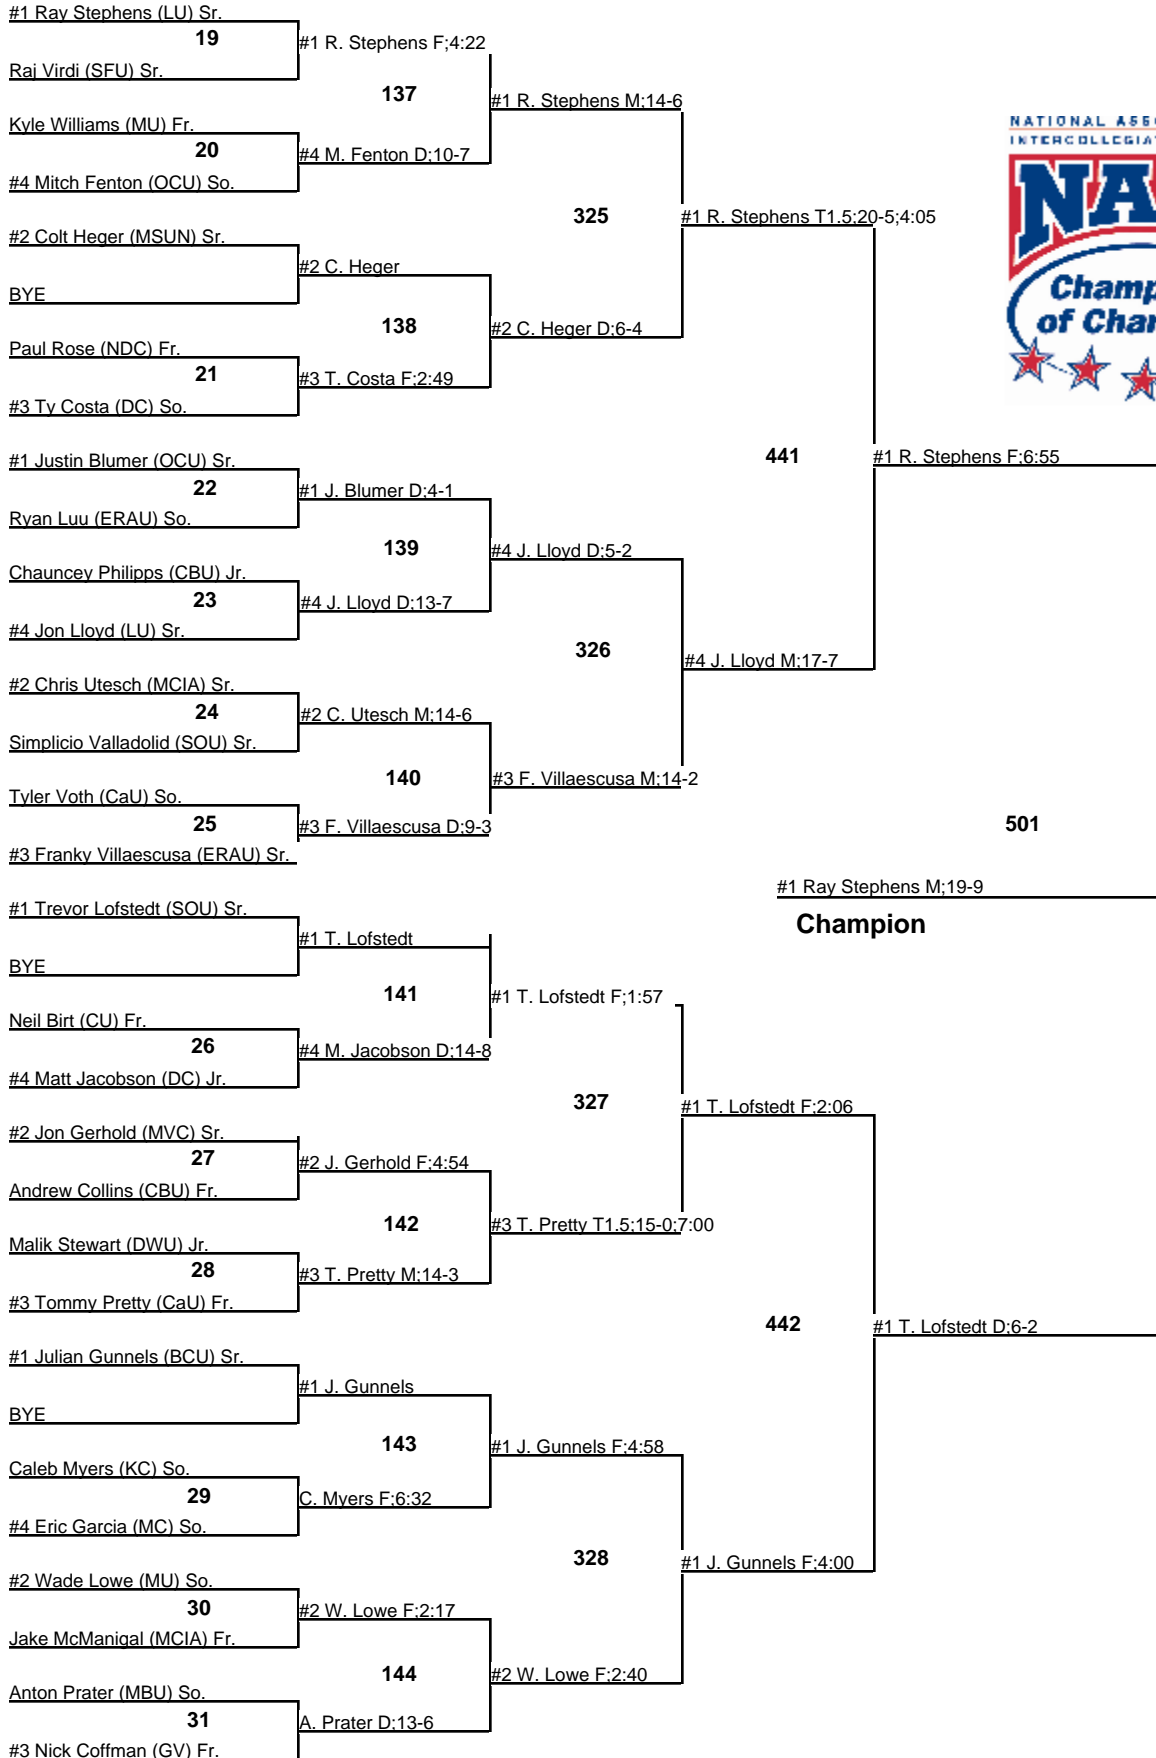 #1 Ray Stephens (LU) Sr.
19
#1 R. Stephens F;4:22
Raj Virdi (SFU) Sr.
137
#1 R. Stephens M;14-6
Kyle Williams (MU) Fr.
20
#4 M. Fenton D;10-7
#4 Mitch Fenton (OCU) So.
325
#1 R. Stephens T1.5;20-5;4:05
#2 Colt Heger (MSUN) Sr.
#2 C. Heger
BYE
138
#2 C. Heger D;6-4
Paul Rose (NDC) Fr.
21
#3 T. Costa F;2:49
#3 Ty Costa (DC) So.
NATIONAL ASS
INTERCOLLEGIA
NA
Champ
of Char
441
#1 R. Stephens F;6:55
#1 Justin Blumer (OCU) Sr.
22
#1 J. Blumer D;4-1
Ryan Luu (ERAU) So.
139
#4 J. Lloyd D;5-2
Chauncey Philipps (CBU) Jr.
23
#4 J. Lloyd D;13-7
#4 Jon Lloyd (LU) Sr.
326
#4 J. Lloyd M;17-7
#2 Chris Utesch (MCIA) Sr.
24
#2 C. Utesch M;14-6
Simplicio Valladolid (SOU) Sr.
140
#3 F. Villaescusa M;14-2
Tyler Voth (CaU) So.
25
#3 F. Villaescusa D;9-3
#3 Franky Villaescusa (ERAU) Sr.
501
#1 Ray Stephens M;19-9
Champion
#1 Trevor Lofstedt (SOU) Sr.
#1 T. Lofstedt
BYE
141
#1 T. Lofstedt F;1:57
Neil Birt (CU) Fr.
26
#4 M. Jacobson D;14-8
#4 Matt Jacobson (DC) Jr.
327
#1 T. Lofstedt F;2:06
#2 Jon Gerhold (MVC) Sr.
27
#2 J. Gerhold F;4:54
Andrew Collins (CBU) Fr.
142
#3 T. Pretty T1.5;15-0;7:00
Malik Stewart (DWU) Jr.
28
#3 T. Pretty M;14-3
#3 Tommy Pretty (CaU) Fr.
442
#1 T. Lofstedt D;6-2
#1 Julian Gunnels (BCU) Sr.
#1 J. Gunnels
BYE
143
#1 J. Gunnels F;4:58
Caleb Myers (KC) So.
29
C. Myers F;6:32
#4 Eric Garcia (MC) So.
328
#1 J. Gunnels F;4:00
#2 Wade Lowe (MU) So.
30
#2 W. Lowe F;2:17
Jake McManigal (MCIA) Fr.
144
#2 W. Lowe F;2:40
Anton Prater (MBU) So.
31
A. Prater D;13-6
#3 Nick Coffman (GV) Fr.